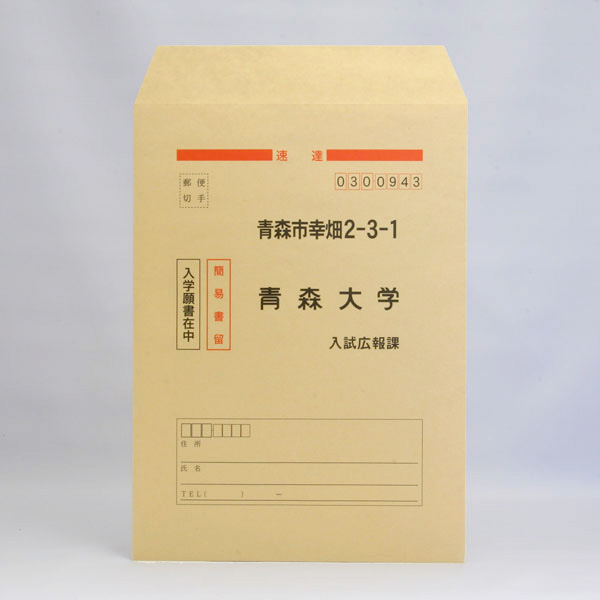 速 達
郵 便
切 手
0300943
青森市幸畑2-3-1
青 森 大 学
入試広報課
簡易書留
入学願書在中
住 所
氏 名
TEL( ) −